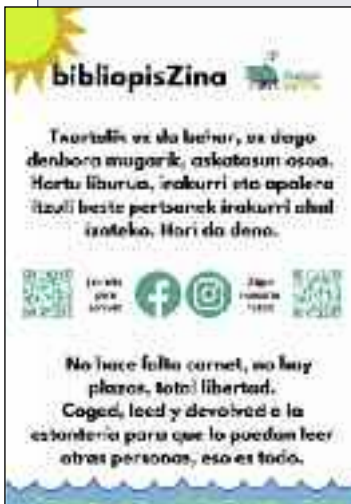 bibliopisZina
Txartelik ez da behar, ez dago
denbora mugarik, askatasun osoa.
Hartu liburua, irakurri eta apalera
itzuli beste pertsonek irakurri ahal
izateko. Hori da dena.
No hace falta carnet, no hay
plazos, total libertad.
Coged, leed y devolved a la
estantería para que lo puedan leer
otras personas, eso es todo.